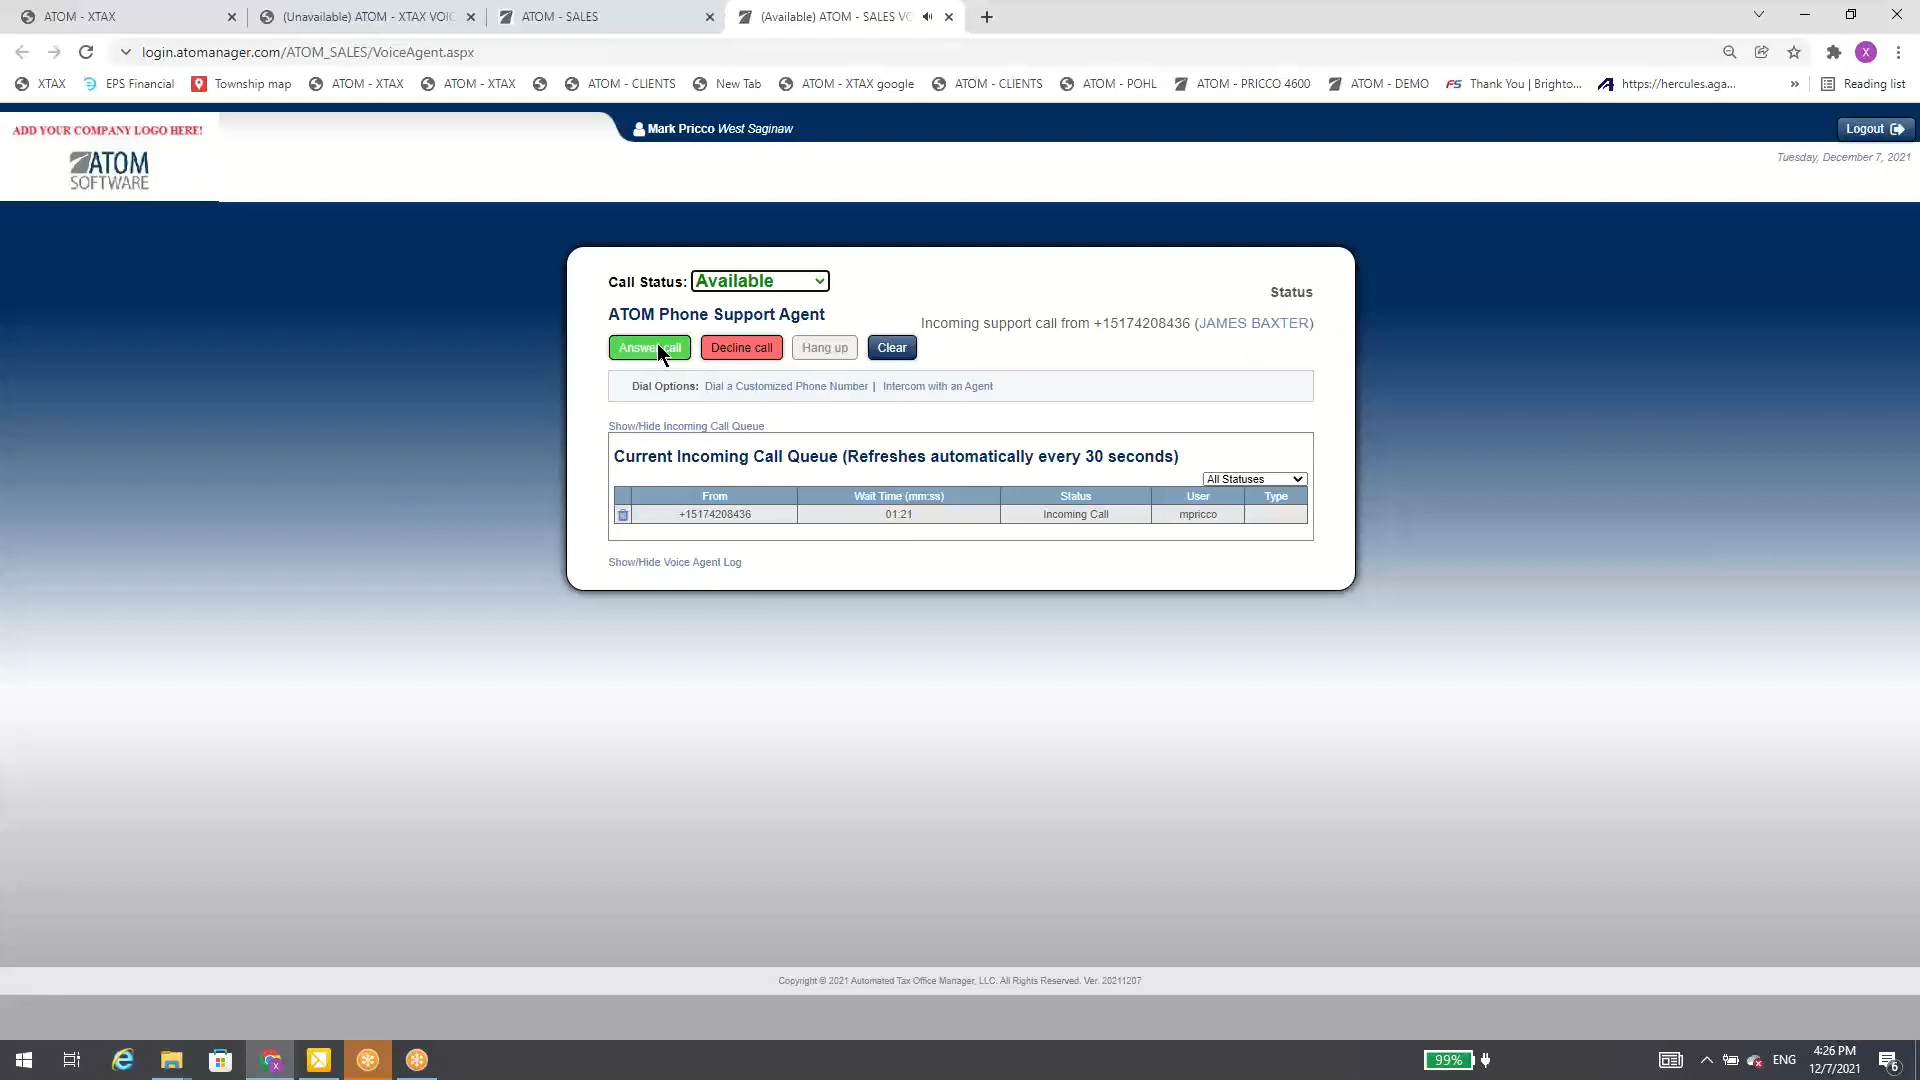 ATOM - XTAX
(Unavailable) ATOM - XTAX VOIC
ATOM - SALES
(Available) ATOM - SALES VO
login.atomanager.com/ATOM_SALES/VoiceAgent.aspx
X
XTAX
EPS Financial
Township map
ATOM - XTAX
ATOM - XTAX
ATOM - CLIENTS
New Tab
ATOM - XTAX google
ATOM - CLIENTS
ATOM - POHL
ATOM - PRICCO 4600
ATOM - DEMO
FS
Thank You | Brighto...
https://hercules.aga...
»
Reading list
ADD YOUR COMPANY LOGO HERE!
ATOM
SOFTWARE
Mark Pricco West Saginaw
Logout
Tuesday, December 7, 2021
Call Status: Available
Status
ATOM Phone Support Agent
Incoming support call from +15174208436 (JAMES BAXTER)
Answer call
Decline call
Hang up
Clear
Dial Options: Dial a Customized Phone Number | Intercom with an Agent
Show/Hide Incoming Call Queue
Current Incoming Call Queue (Refreshes automatically every 30 seconds)
All Statuses
From Wait Time (mm:ss) Status User Type
+15174208436 01:21 Incoming Call mpricco
Show/Hide Voice Agent Log
Copyright © 2021 Automated Tax Office Manager, LLC. All Rights Reserved. Ver. 20211207
99%
ENG
4:26 PM
12/7/2021
6